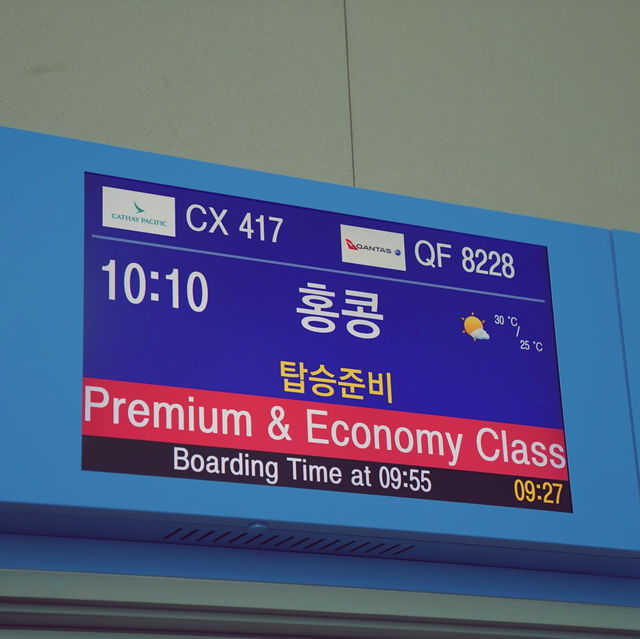 CATHAY PACIFIC CX 417 QANTAS QF 8228
10:10 홍콩 30 °C / 25 °C
탑승준비
Premium & Economy Class
Boarding Time at 09:55 09:27